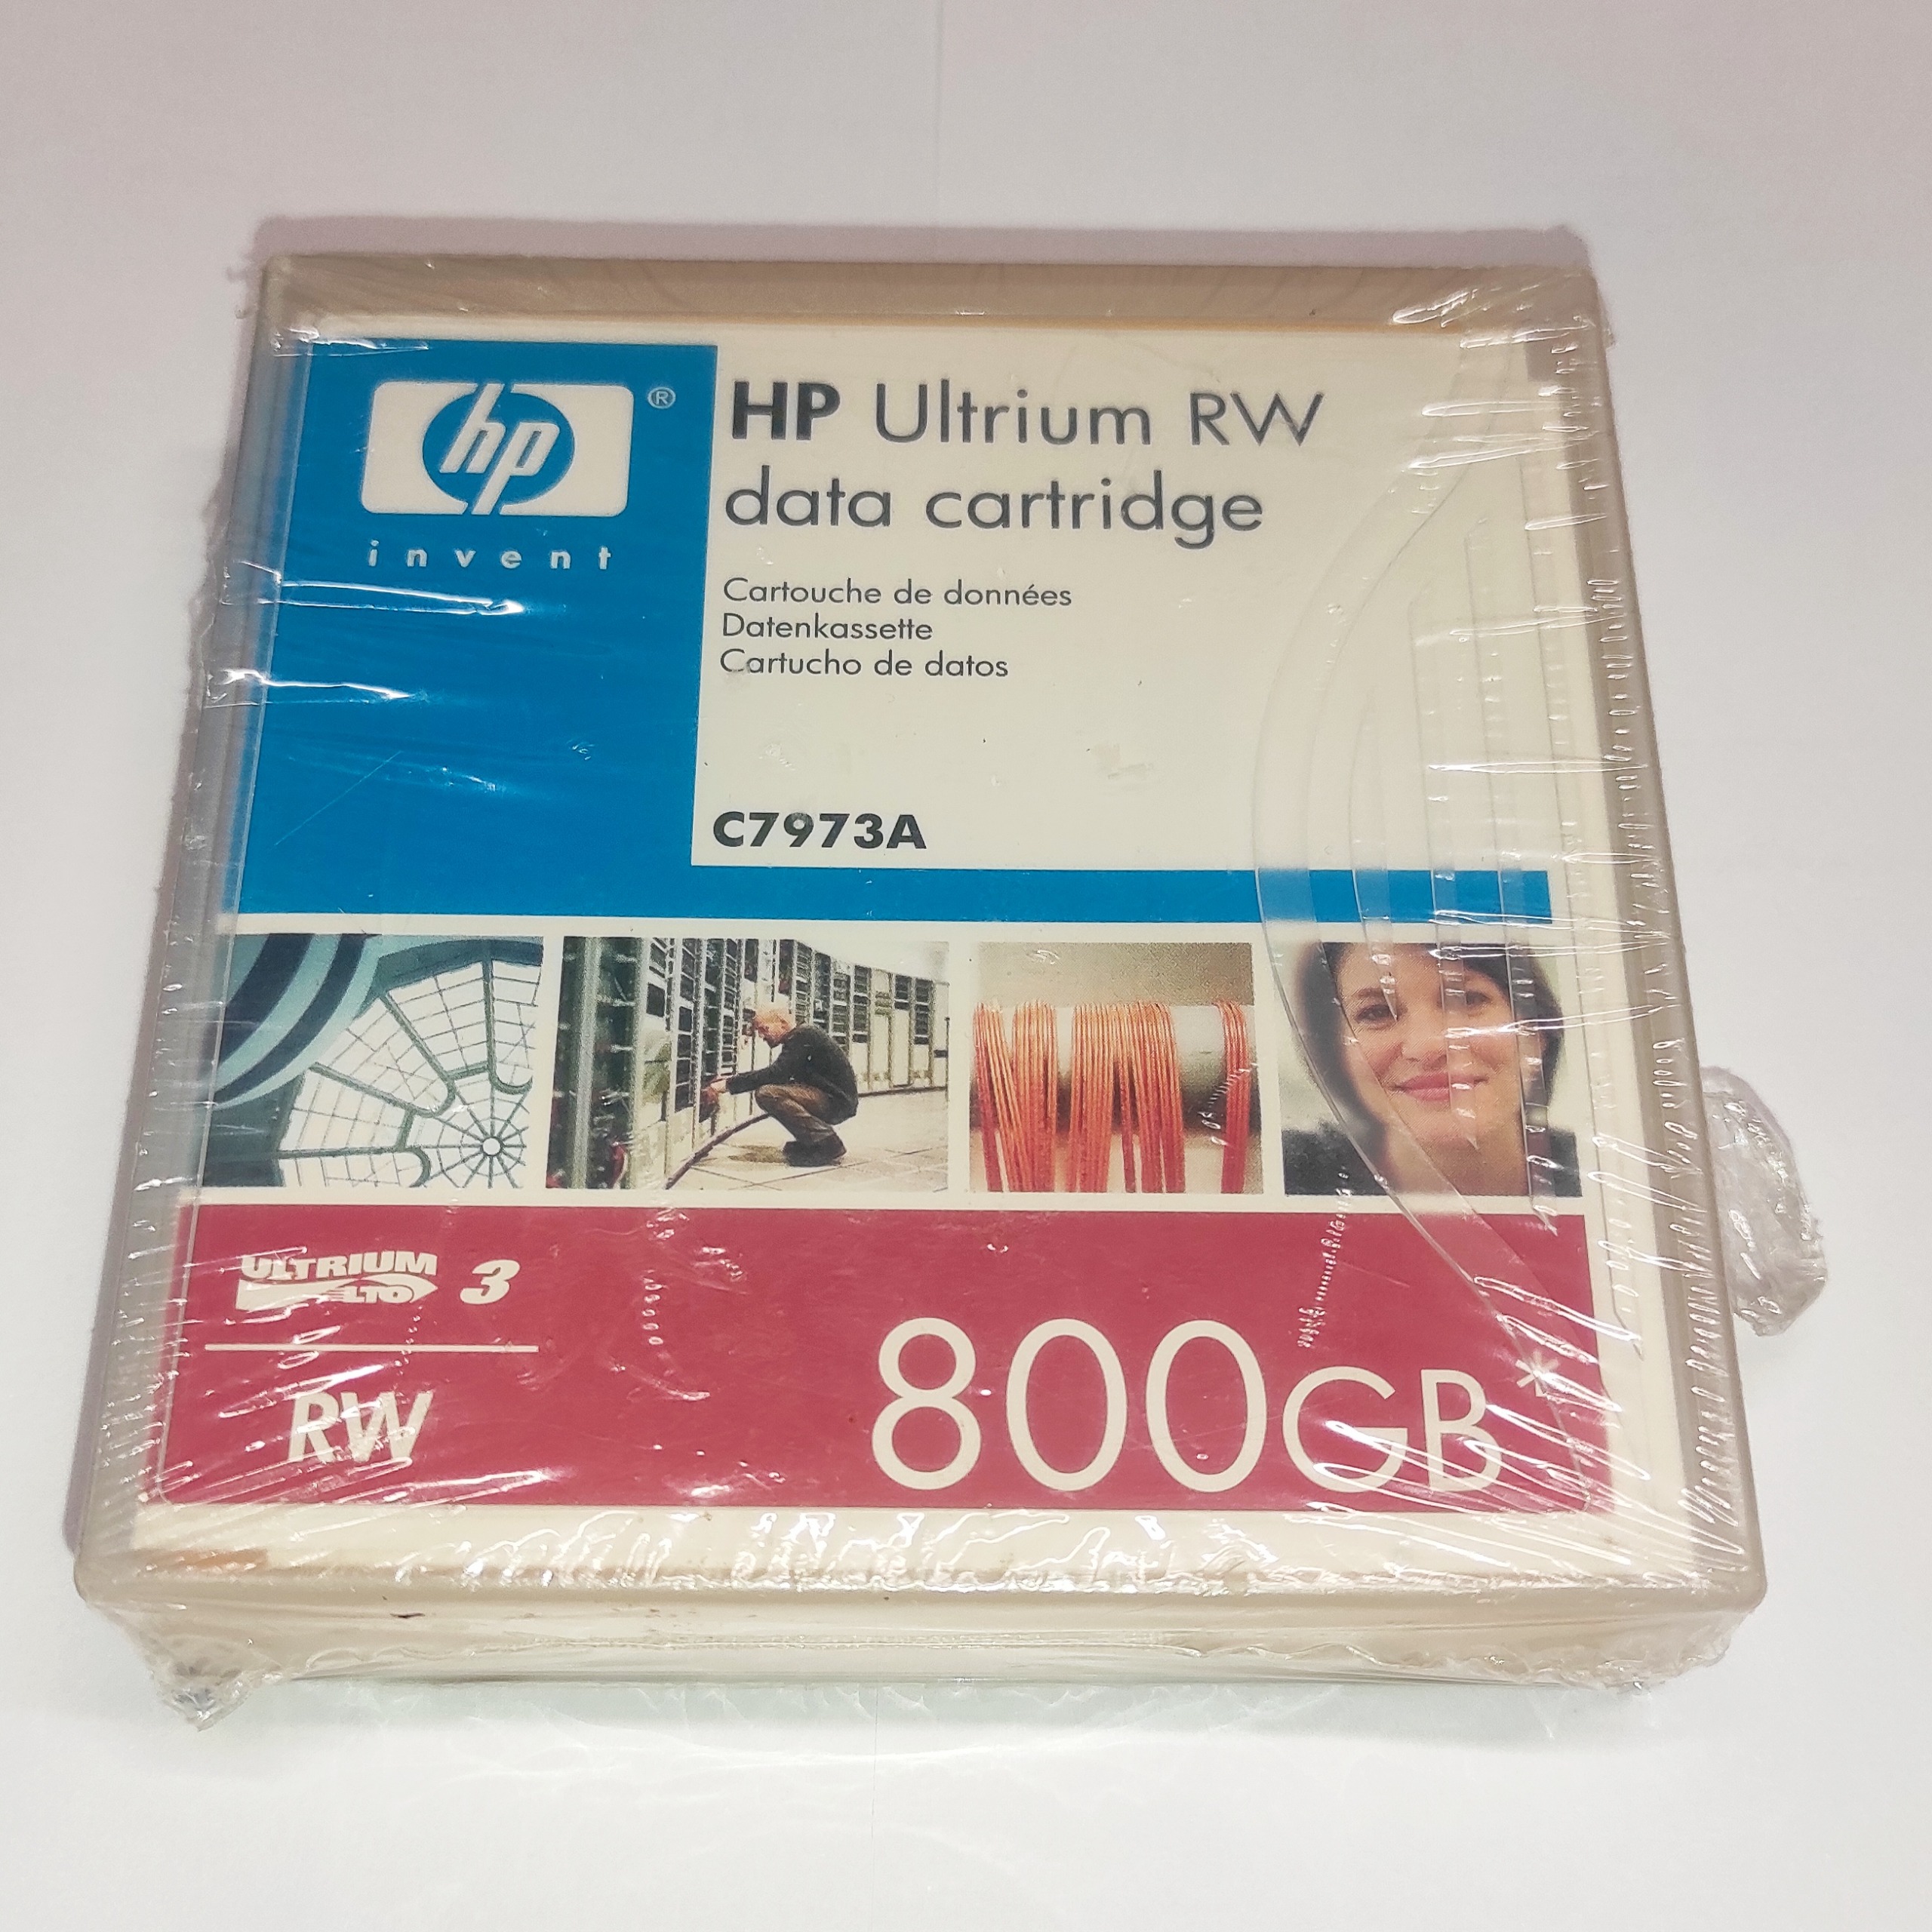 hp ®
invent
HP Ultrium RW
data cartridge
Cartouche de données
Datenkassette
Cartucho de datos
C7973A
ULTRIUM
LTO 3
RW
800GB*